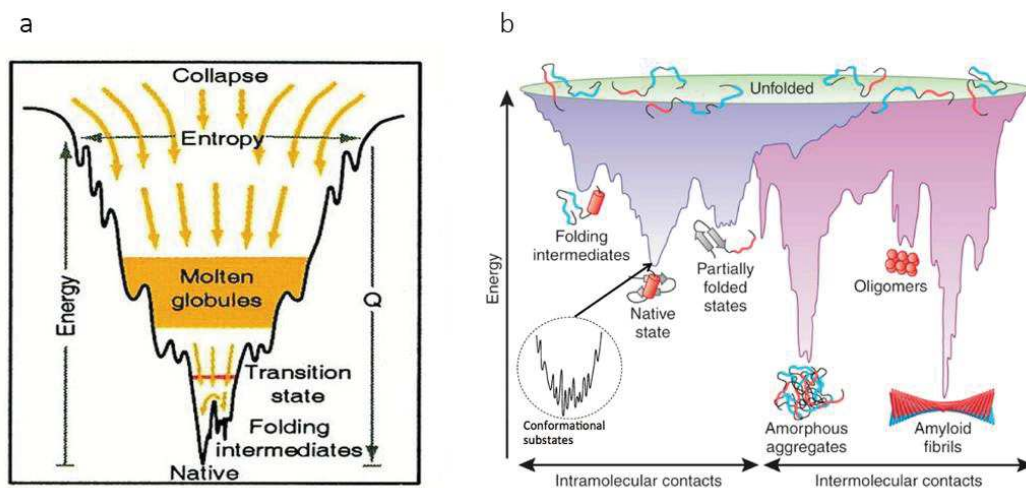 a
Collapse
Entropy
Energy
Q
Molten
globules
Transition
state
Folding
intermediates
Native
b
Unfolded
Energy
Folding
intermediates
Native
state
Partially
folded
states
Oligomers
Conformational
substates
Amorphous
aggregates
Amyloid
fibrils
Intramolecular contacts
Intermolecular contacts